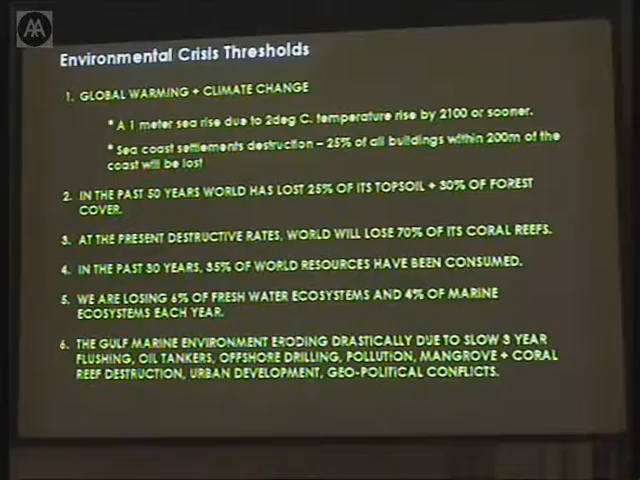 AA
Environmental Crisis Thresholds
1. GLOBAL WARMING + CLIMATE CHANGE
* A 1 meter sea rise due to 2deg C. temperature rise by 2100 or sooner.
* Sea coast settlements destruction – 25% of all buildings within 200m of the
coast will be lost
2. IN THE PAST 50 YEARS WORLD HAS LOST 25% OF ITS TOPSOIL + 30% OF FOREST
COVER.
3. AT THE PRESENT DESTRUCTIVE RATES, WORLD WILL LOSE 70% OF ITS CORAL REEFS.
4. IN THE PAST 30 YEARS, 35% OF WORLD RESOURCES HAVE BEEN CONSUMED.
5. WE ARE LOSING 6% OF FRESH WATER ECOSYSTEMS AND 4% OF MARINE
ECOSYSTEMS EACH YEAR.
6. THE GULF MARINE ENVIRONMENT ERODING DRASTICALLY DUE TO SLOW 3 YEAR
FLUSHING, OIL TANKERS, OFFSHORE DRILLING, POLLUTION, MANGROVE + CORAL
REEF DESTRUCTION, URBAN DEVELOPMENT, GEO-POLITICAL CONFLICTS.